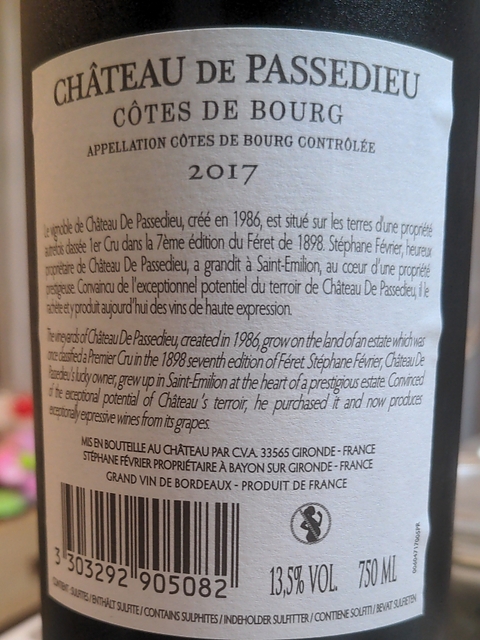 CHÂTEAU DE PASSEDIEU
CÔTES DE BOURG
APPELLATION CÔTES DE BOURG CONTRÔLÉE
2017
Le vignoble de Château De Passedieu, créé en 1986, est situé sur les terres d'une propriété
autrefois classée 1er Cru dans la 7ème édition du Féret de 1898. Stéphane Février, heureux
propriétaire de Château De Passedieu, a grandit à Saint-Emilion, au cœur d'une propriété
prestigeuse. Convaincu de l'exceptionnel potentiel du terroir de Château De Passedieu, il le
rachète et y produit aujourd'hui des vins de haute expression.
The vineyards of Château De Passedieu, created in 1986, grow on the land of an estate which was
once classified a Premier Cru in the 1898 seventh edition of Féret. Stéphane Février, Château De
Passedieu's lucky owner, grew up in Saint-Emilion at the heart of a prestigious estate. Convinced
of the exceptional potential of Château 's terroir, he purchased it and now produces
exceptionally expressive wines from its grapes.
MIS EN BOUTEILLE AU CHÂTEAU PAR C.V.A. 33565 GIRONDE - FRANCE
STÉPHANE FÉVRIER PROPRIÉTAIRE À BAYON SUR GIRONDE - FRANCE
GRAND VIN DE BORDEAUX - PRODUIT DE FRANCE
3 303292 905082
13,5% VOL. 750 ML
CONTIENT: SULFITES / ENTHÄLT SULFITE / CONTAINS SULPHITES / INDEHOLDER SULFITTER / CONTIENE SOLFITI / BEVAT SULFIETEN